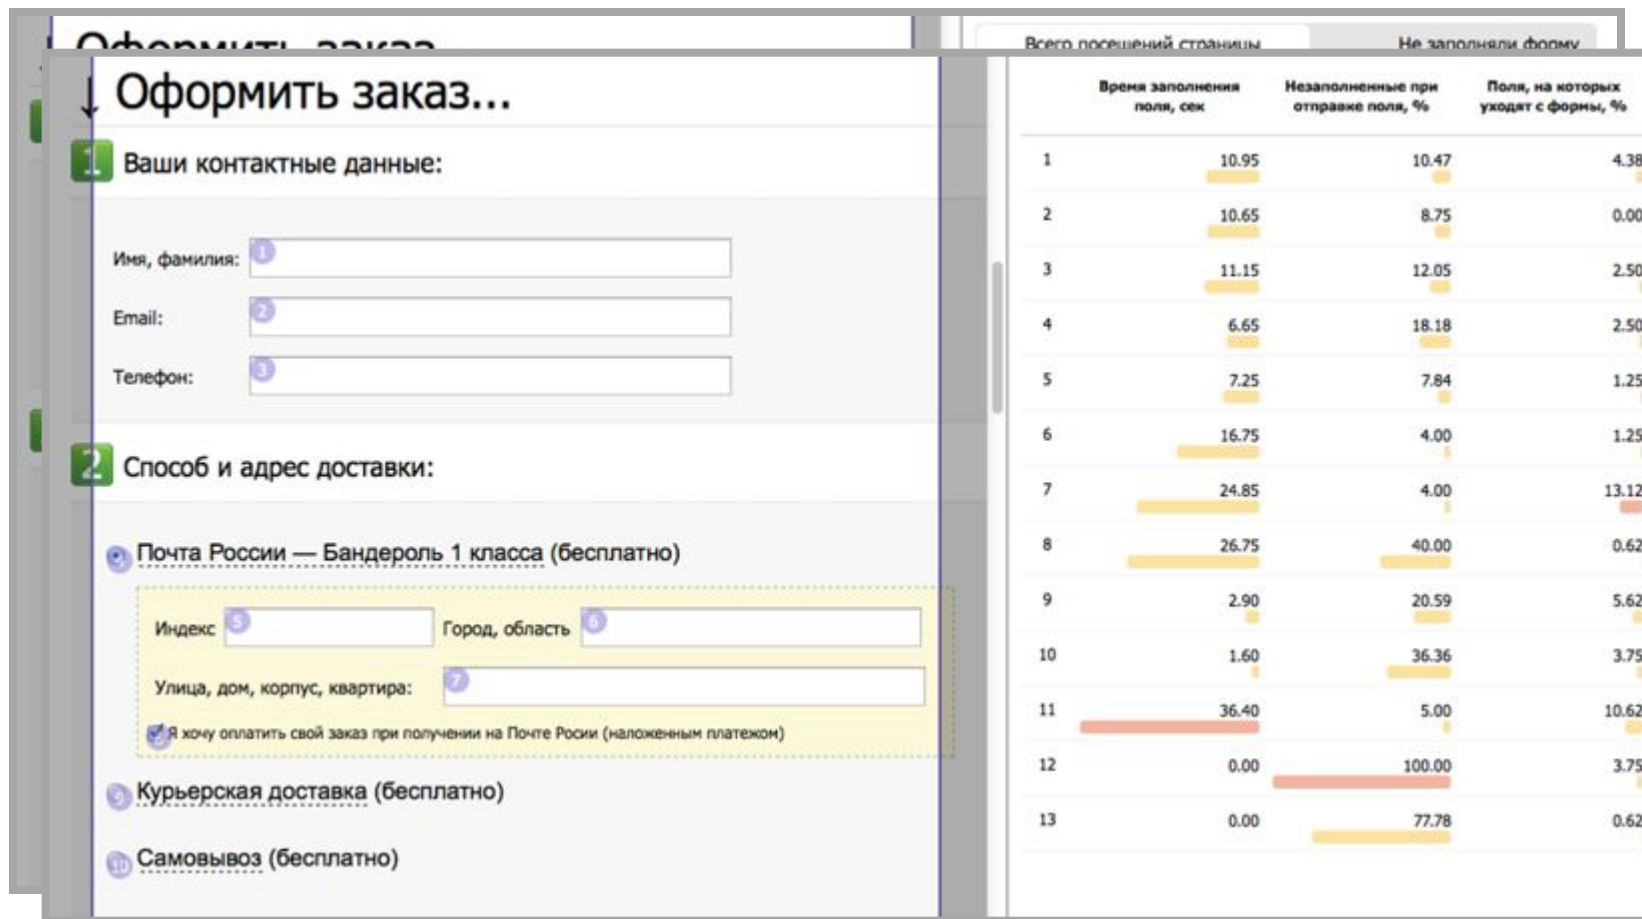 Оформить заказ
Всего посещений страницы
Не заполняли форму
↓ Оформить заказ...
1 Ваши контактные данные:
Имя, фамилия: 1
Email: 2
Телефон: 3
2 Способ и адрес доставки:
Почта России — Бандероль 1 класса (бесплатно)
Индекс 5 Город, область 6
Улица, дом, корпус, квартира: 7
Я хочу оплатить свой заказ при получении на Почте Росии (наложенным платежом)
9 Курьерская доставка (бесплатно)
10 Самовывоз (бесплатно)
Время заполнения поля, сек Незаполненные при отправке поля, % Поля, на которых уходят с формы, %
1 10.95 10.47 4.38
2 10.65 8.75 0.00
3 11.15 12.05 2.50
4 6.65 18.18 2.50
5 7.25 7.84 1.25
6 16.75 4.00 1.25
7 24.85 4.00 13.12
8 26.75 40.00 0.62
9 2.90 20.59 5.62
10 1.60 36.36 3.75
11 36.40 5.00 10.62
12 0.00 100.00 3.75
13 0.00 77.78 0.62